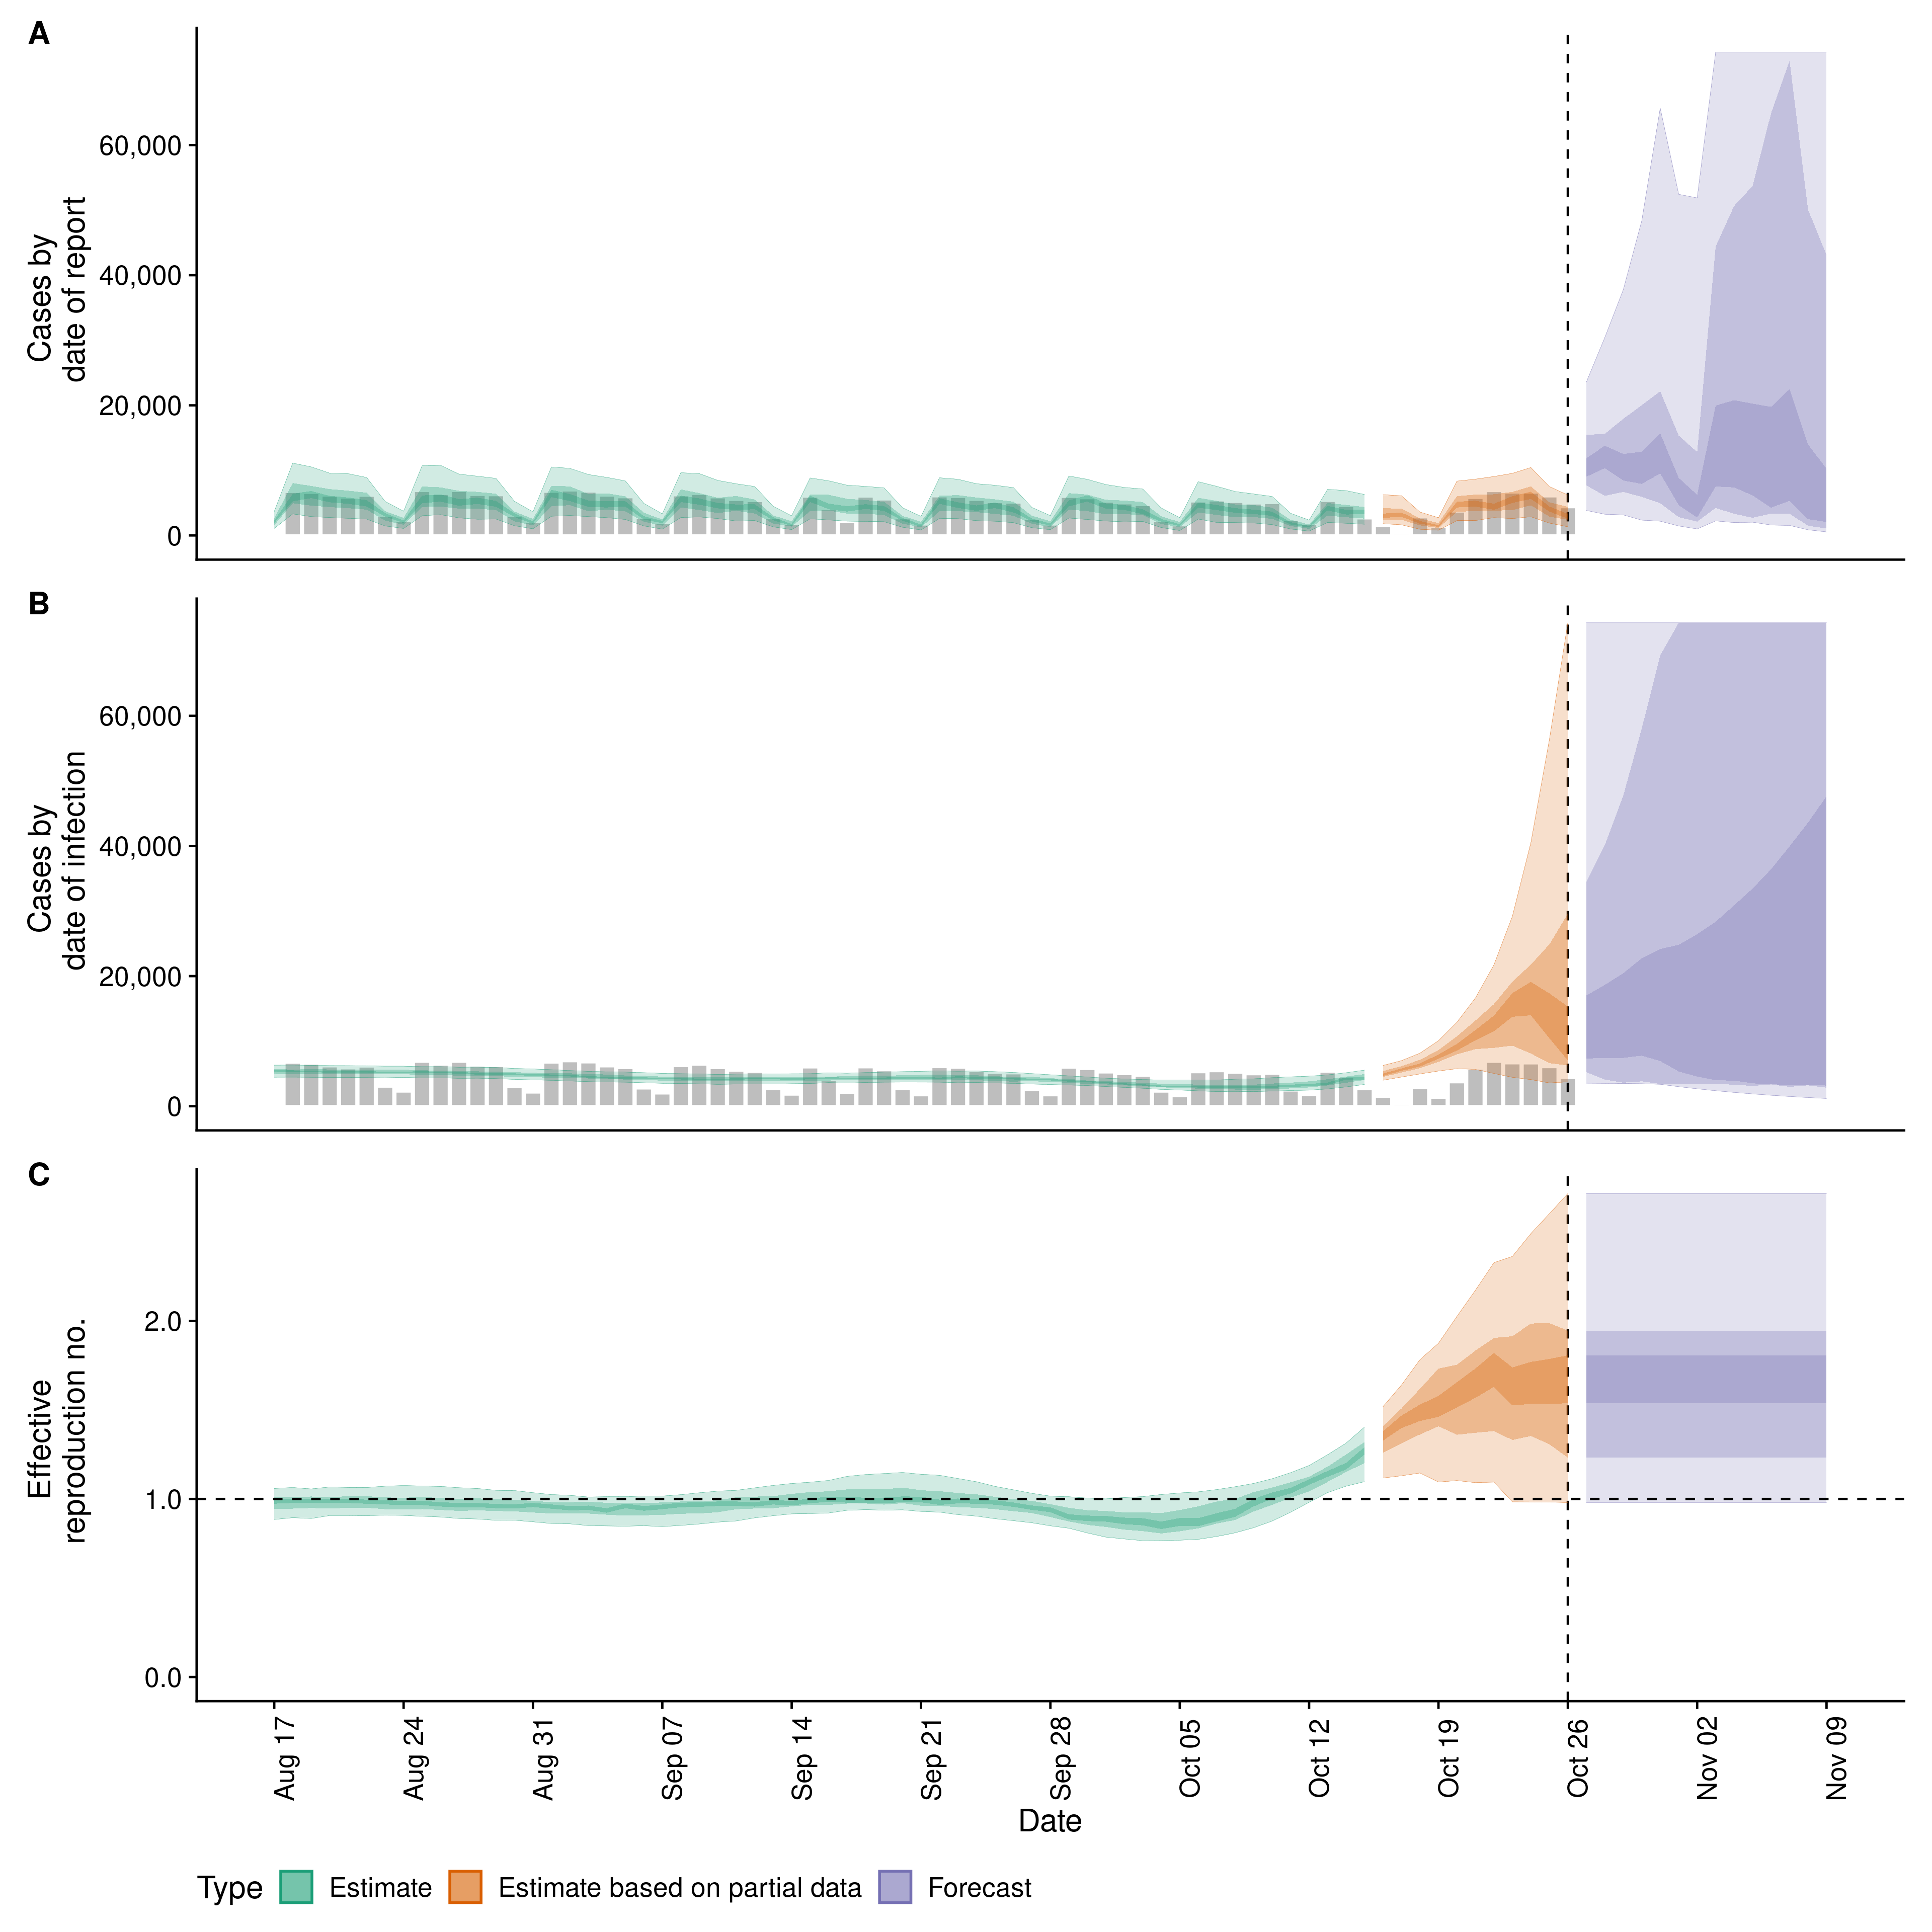 A
Cases by
date of report
60,000
40,000
20,000
0
B
Cases by
date of infection
60,000
40,000
20,000
0
C
Effective
reproduction no.
2.0
1.0
0.0
Aug 17
Aug 24
Aug 31
Sep 07
Sep 14
Sep 21
Sep 28
Oct 05
Oct 12
Oct 19
Oct 26
Nov 02
Nov 09
Date
Type Estimate Estimate based on partial data Forecast